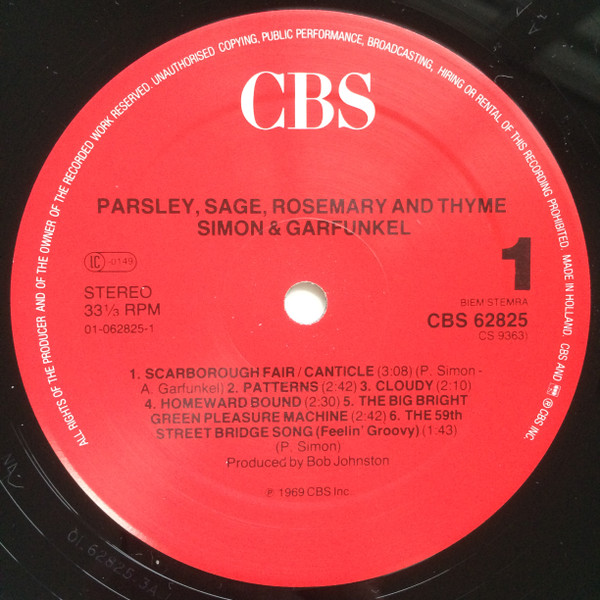 ALL RIGHTS OF THE PRODUCER AND OF THE OWNER OF THE RECORDED WORK RESERVED. UNAUTHORISED COPYING, PUBLIC PERFORMANCE, BROADCASTING, HIRING OR RENTAL OF THIS RECORDING PROHIBITED. MADE IN HOLLAND CBS AND ℗ © CBS INC.
CBS
PARSLEY, SAGE, ROSEMARY AND THYME
SIMON & GARFUNKEL
1
LC -0149
STEREO
33⅓ RPM
01-062825-1
BIEM STEMRA
CBS 62825
CS 9363)
1. SCARBOROUGH FAIR / CANTICLE (3:08) (P. Simon -
A. Garfunkel) 2. PATTERNS (2:42) 3. CLOUDY (2:10)
4. HOMEWARD BOUND (2:30) 5. THE BIG BRIGHT
GREEN PLEASURE MACHINE (2:42) 6. THE 59th
STREET BRIDGE SONG (Feelin' Groovy) (1:43)
(P. Simon)
Produced by Bob Johnston
℗ 1969 CBS Inc
01.62825 3A